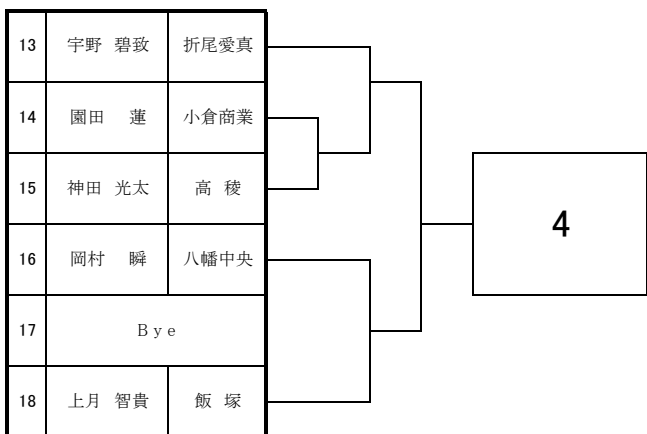 13 宇野 碧致 折尾愛真
14 園田 蓮 小倉商業
15 神田 光太 高 稜
16 岡村 瞬 八幡中央
17 Bye
18 上月 智貴 飯 塚
4